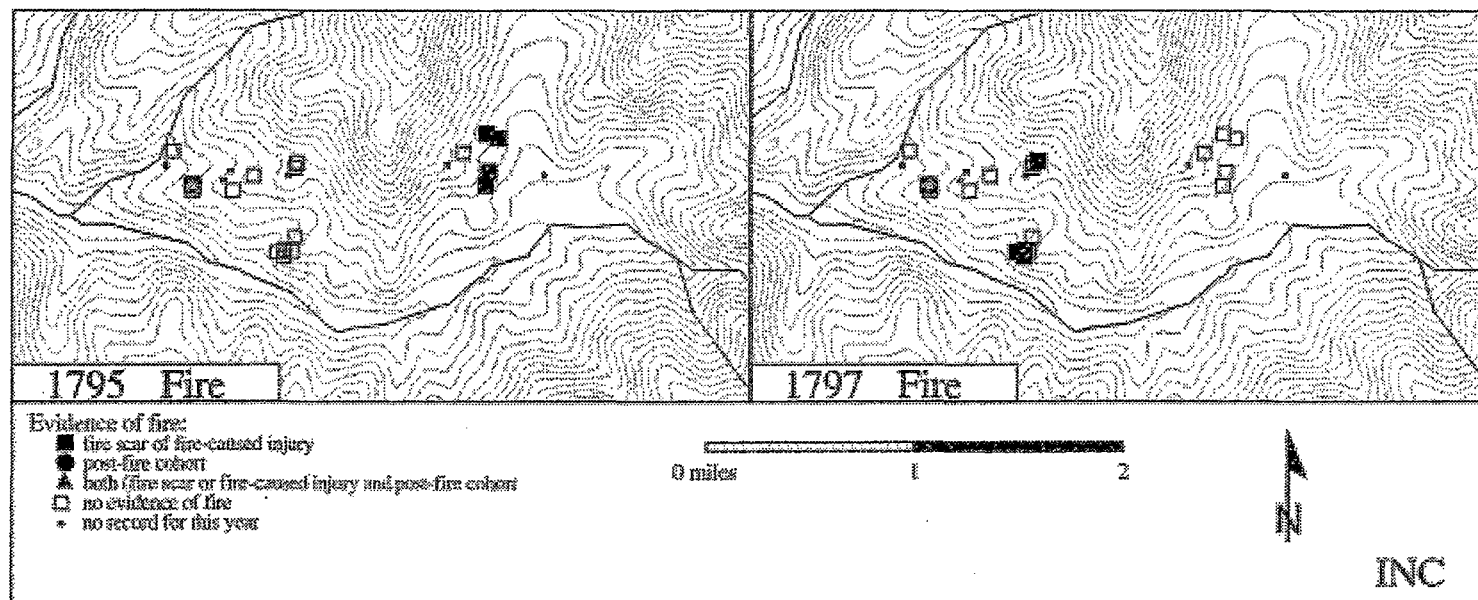 1795 Fire
1797 Fire
Evidence of fire:
fire scar of fire-caused injury
post-fire cohort
both (fire scar or fire-caused injury and post-fire cohort
no evidence of fire
no record for this year
0 miles 1 2
N
INC